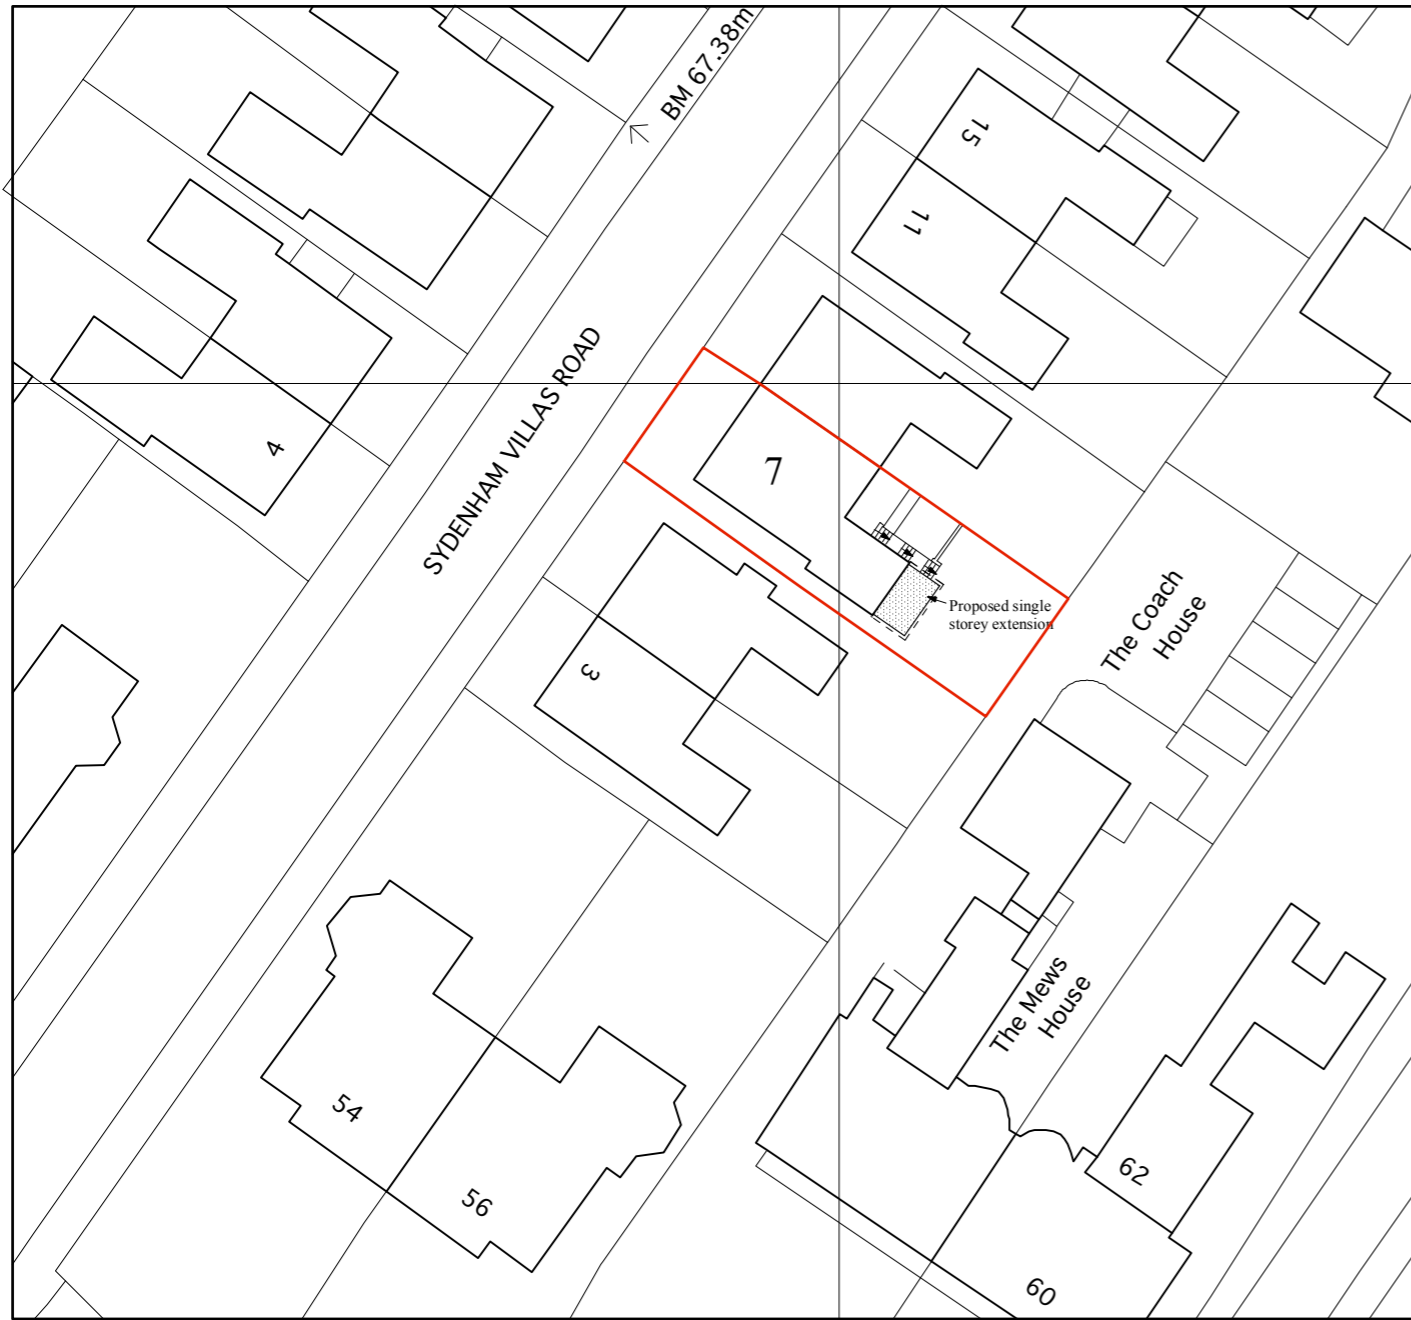 BM 67.38m
15
11
SYDENHAM VILLAS ROAD
4
7
Proposed single
storey extension
The Coach
House
3
The Mews
House
54
56
62
60